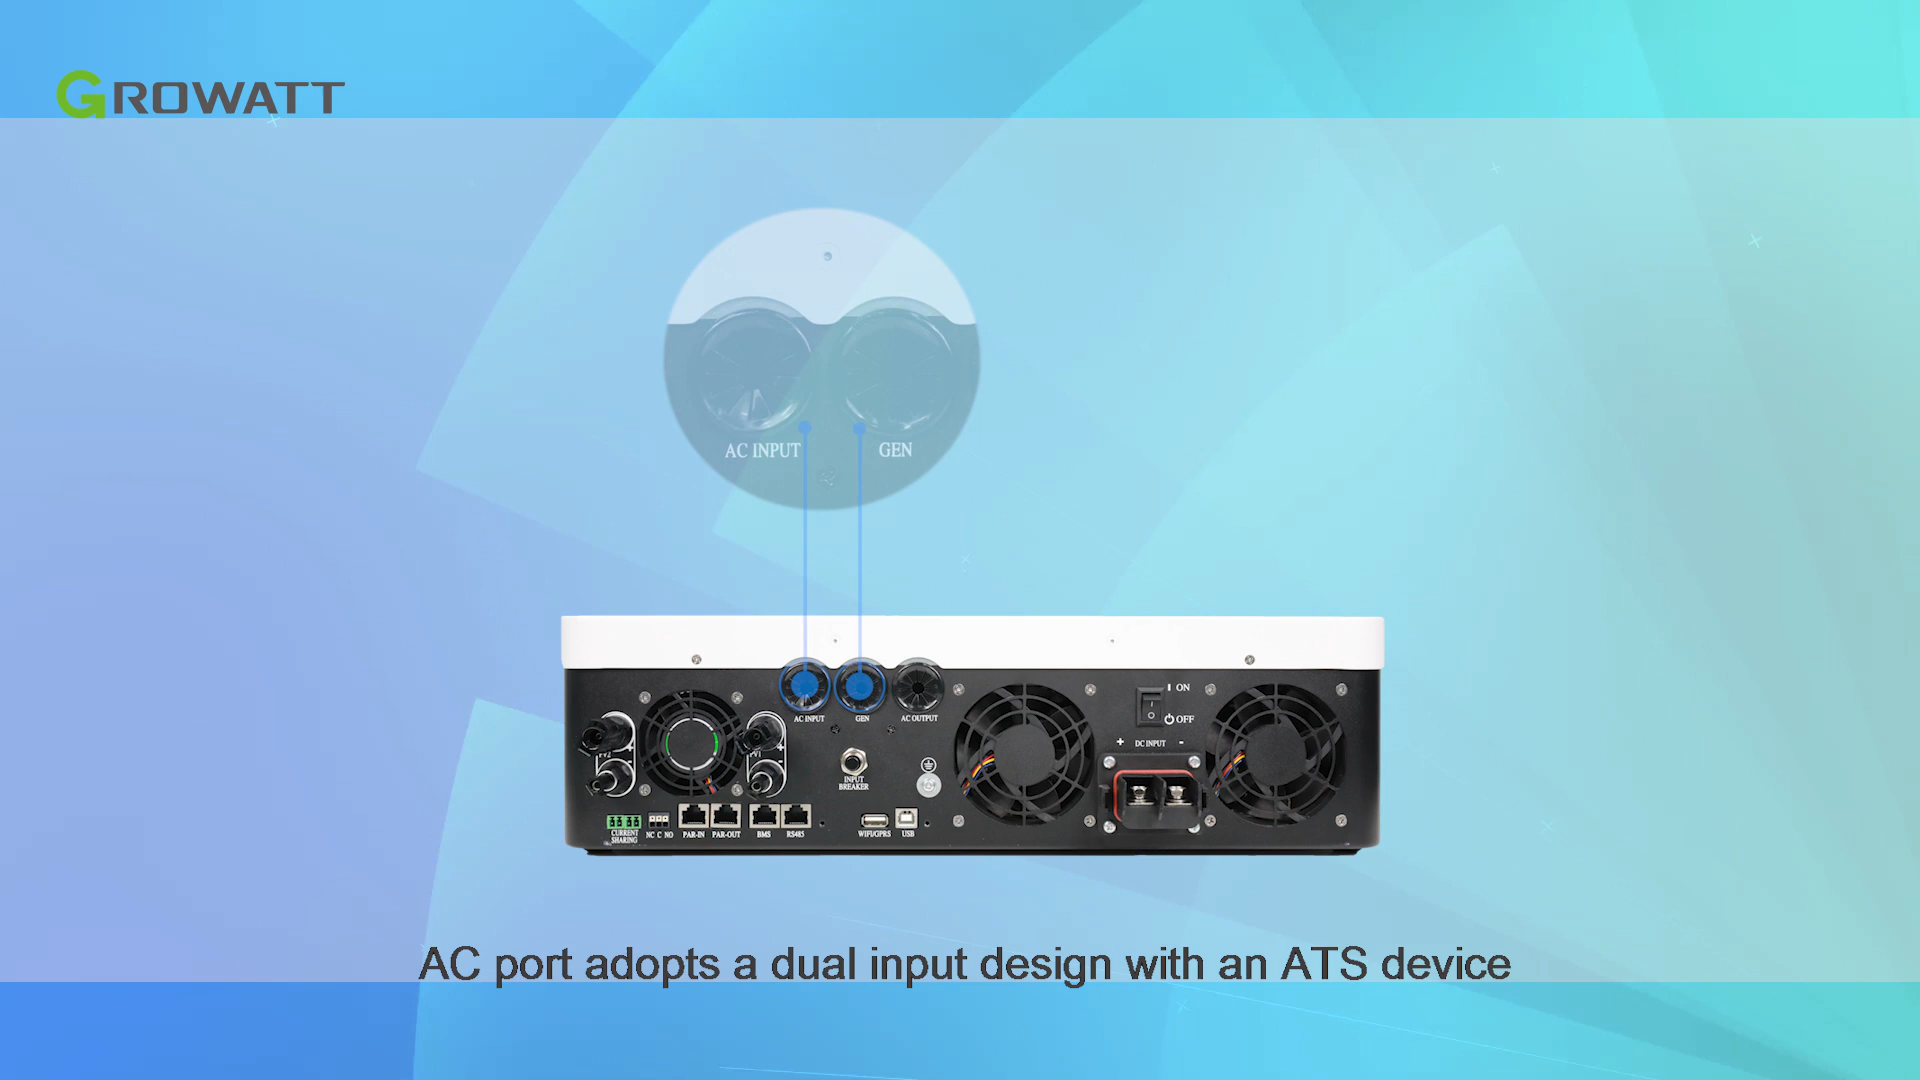 GROWATT
AC INPUT
GEN
AC INPUT
GEN
AC OUTPUT
ON
OFF
+ DC INPUT -
PV2
PV1
INPUT
BREAKER
CURRENT
SHARING
NC C NO
PAR-IN
PAR-OUT
BMS
RS485
WIFI/GPRS
USB
AC port adopts a dual input design with an ATS device